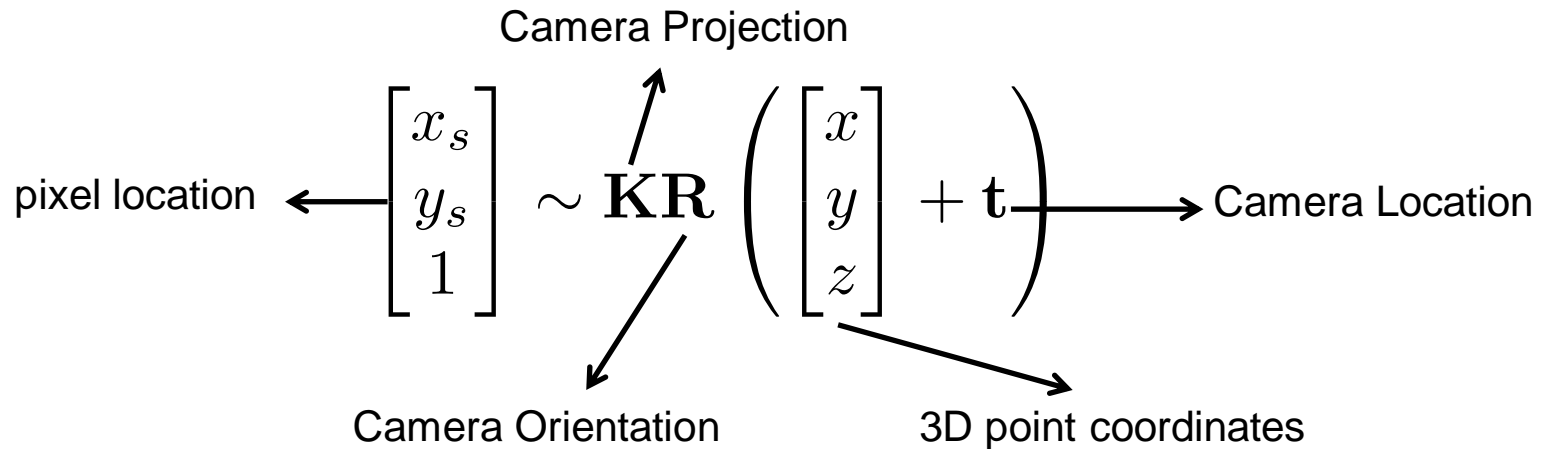 Camera Projection
pixel location
[x_s y_s 1] ∼ KR ([x y z] + t)
Camera Location
Camera Orientation
3D point coordinates